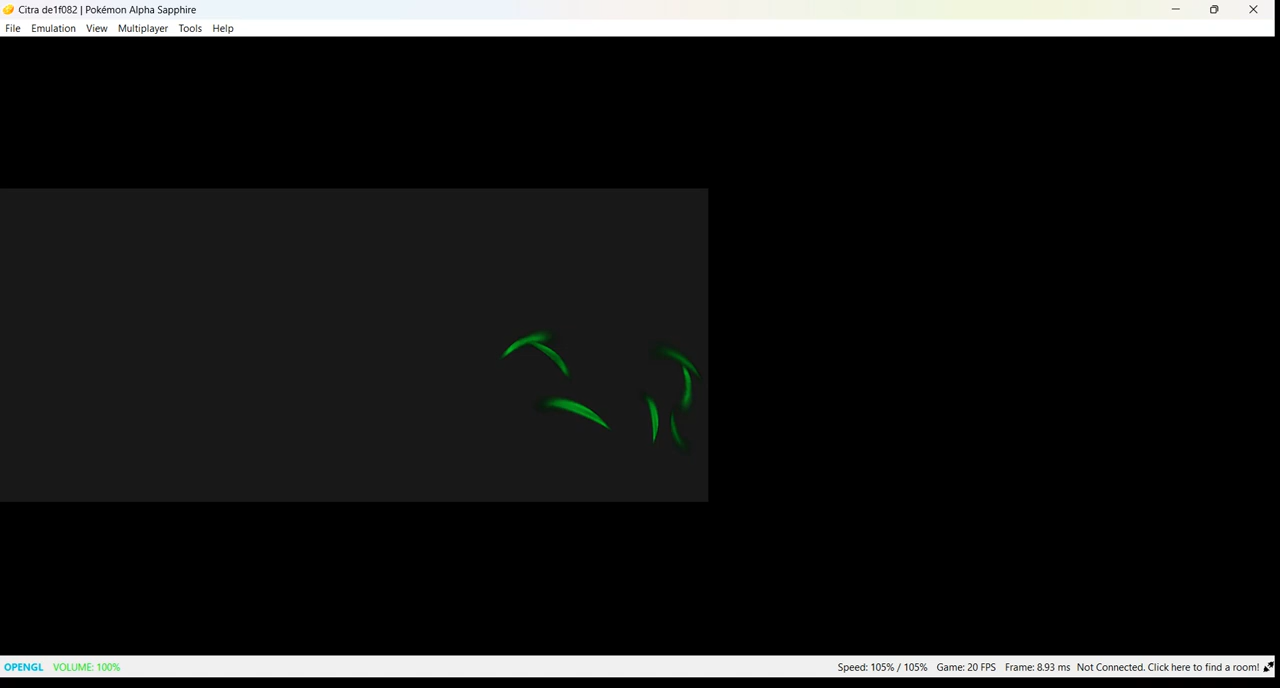 Citra de1f082 | Pokémon Alpha Sapphire
File Emulation View Multiplayer Tools Help
OPENGL VOLUME: 100% Speed: 105% / 105% Game: 20 FPS Frame: 8.93 ms Not Connected. Click here to find a room!